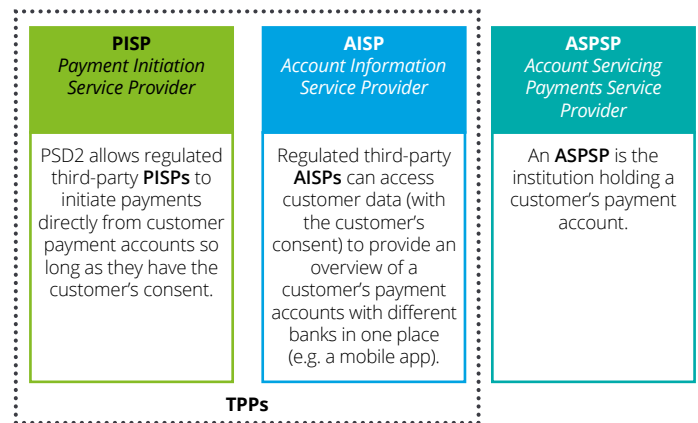 PISP
Payment Initiation
Service Provider
PSD2 allows regulated
third-party PISPs to
initiate payments
directly from customer
payment accounts so
long as they have the
customer’s consent.
AISP
Account Information
Service Provider
Regulated third-party
AISPs can access
customer data (with
the customer’s
consent) to provide an
overview of a
customer’s payment
accounts with different
banks in one place
(e.g. a mobile app).
ASPSP
Account Servicing
Payments Service
Provider
An ASPSP is the
institution holding a
customer’s payment
account.
TPPs